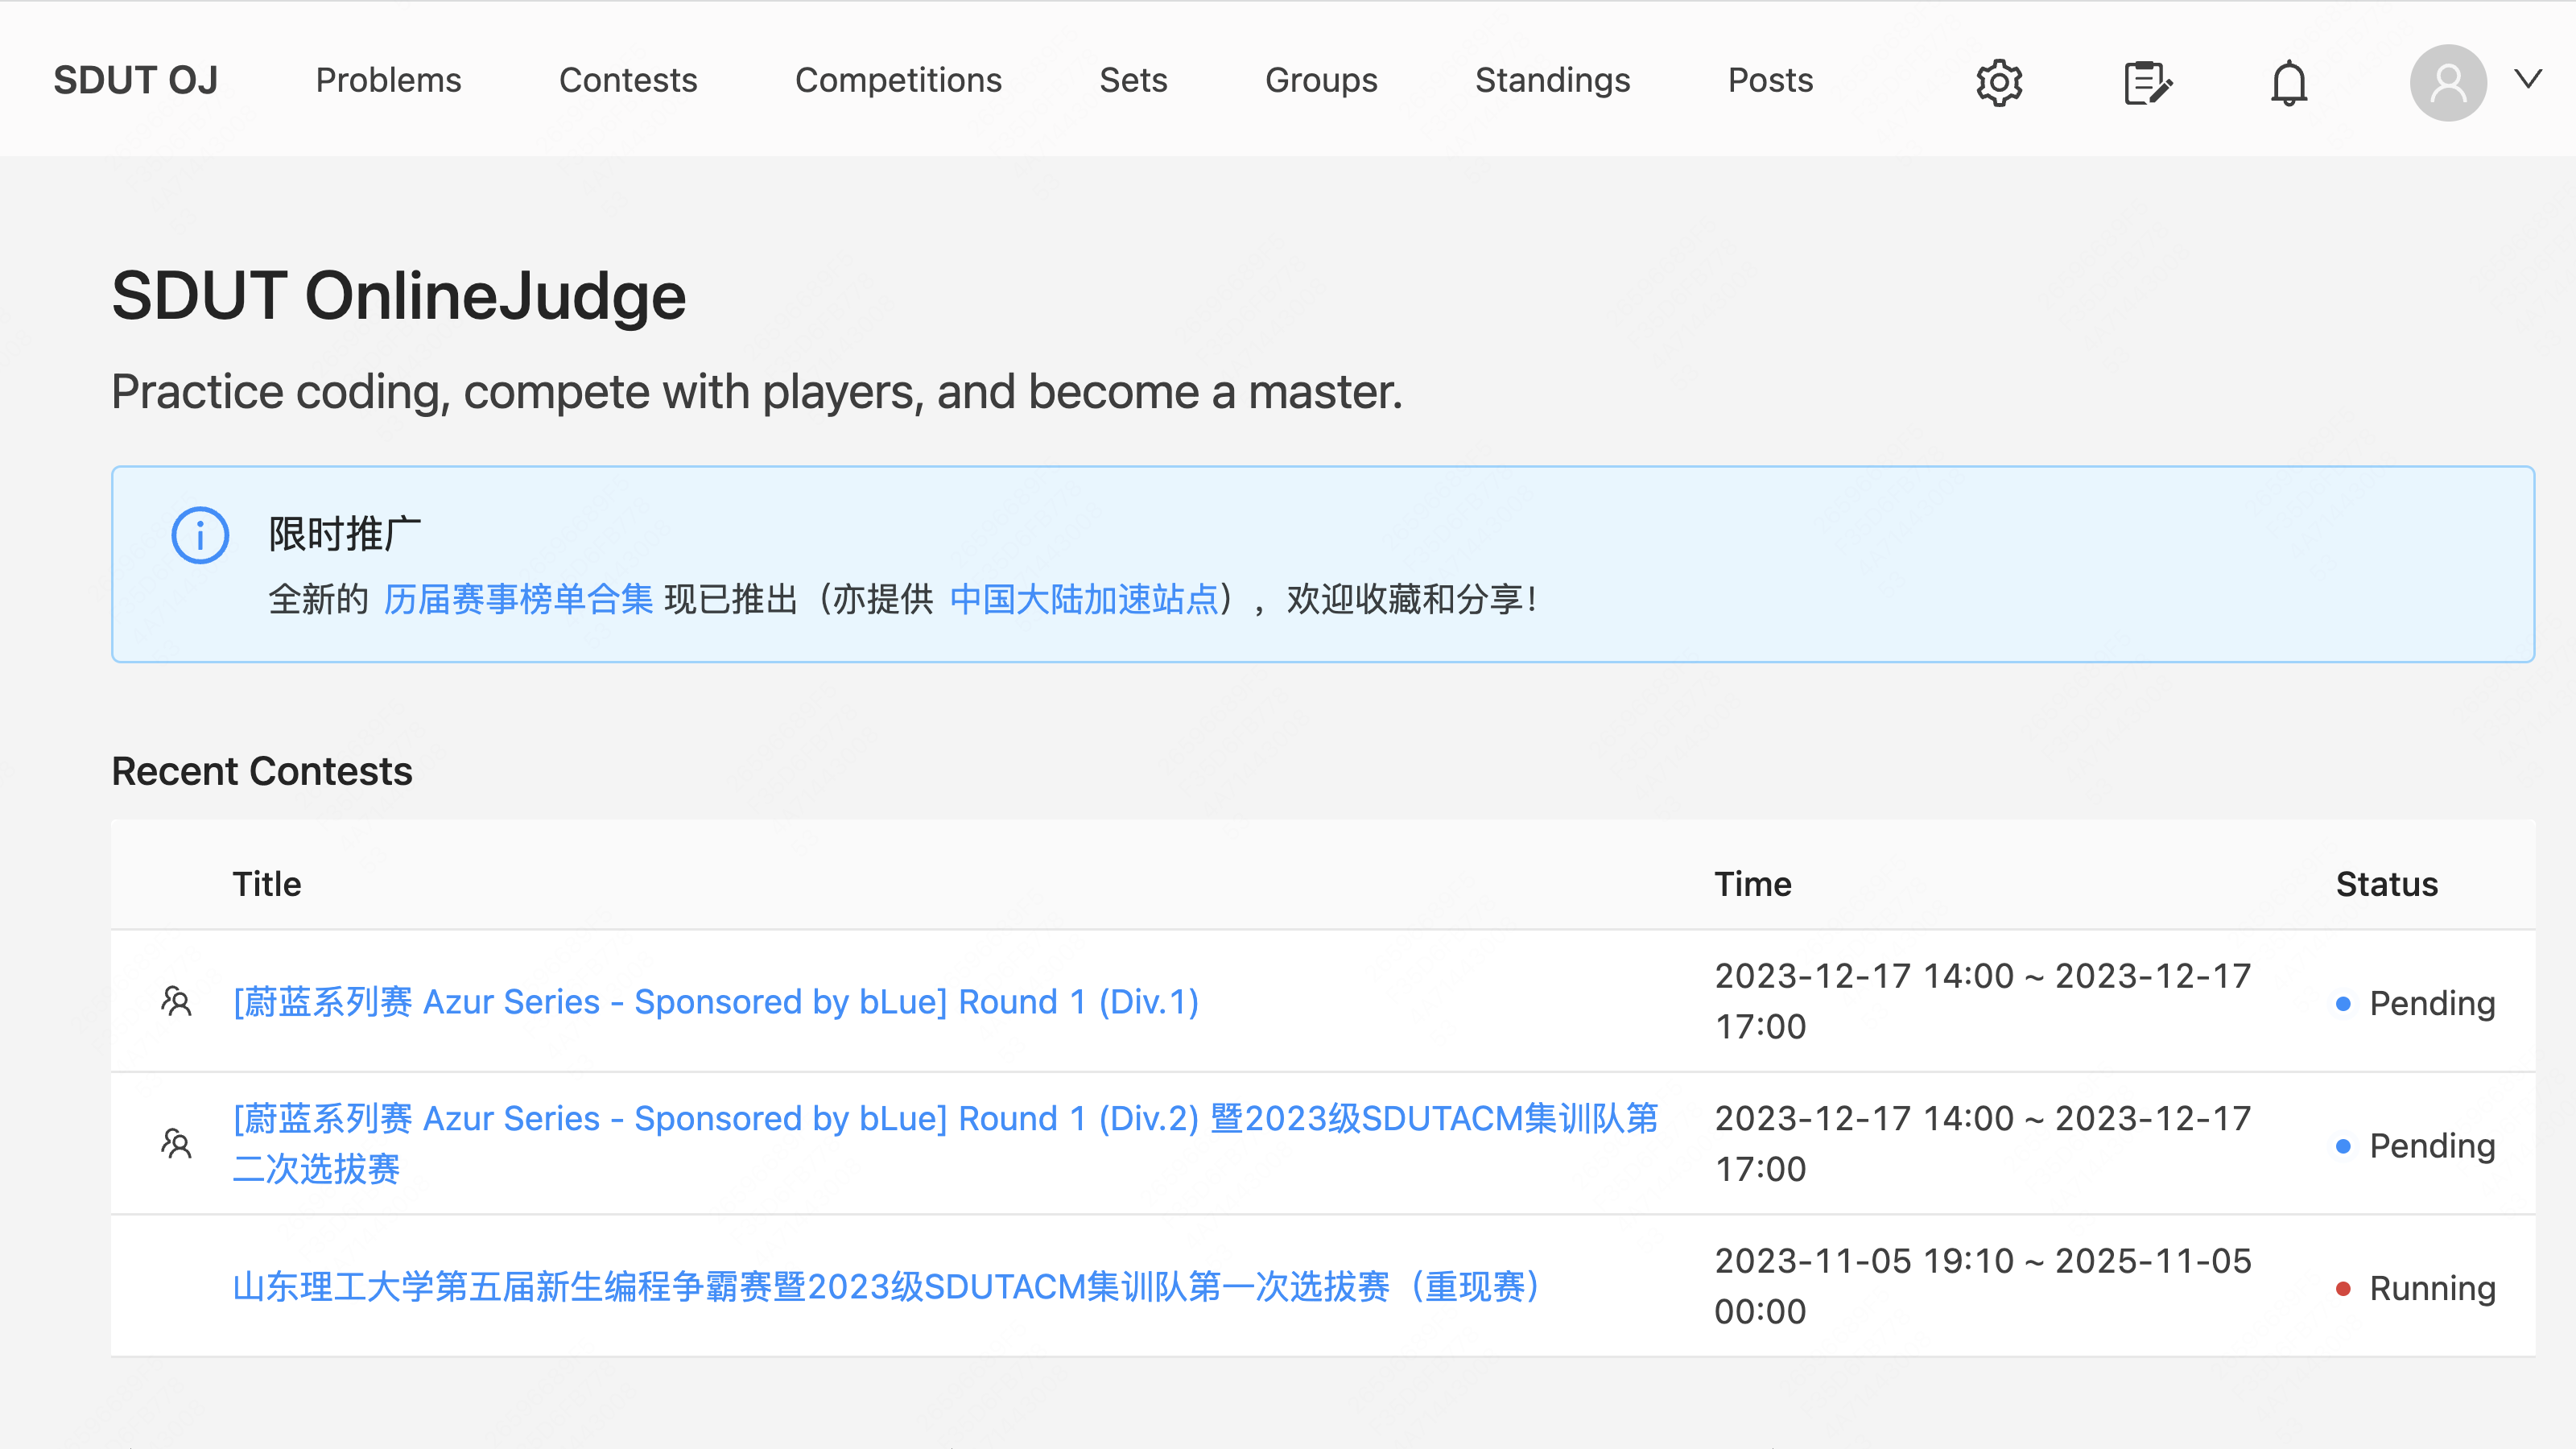 SDUT OJ Problems Contests Competitions Sets Groups Standings Posts
SDUT OnlineJudge
Practice coding, compete with players, and become a master.
限时推广
全新的 历届赛事榜单合集 现已推出（亦提供 中国大陆加速站点），欢迎收藏和分享！
Recent Contests
Title Time Status
[蔚蓝系列赛 Azur Series - Sponsored by bLue] Round 1 (Div.1)
2023-12-17 14:00 ~ 2023-12-17
17:00
Pending
[蔚蓝系列赛 Azur Series - Sponsored by bLue] Round 1 (Div.2) 暨2023级SDUTACM集训队第
二次选拔赛
2023-12-17 14:00 ~ 2023-12-17
17:00
Pending
山东理工大学第五届新生编程争霸赛暨2023级SDUTACM集训队第一次选拔赛（重现赛）
2023-11-05 19:10 ~ 2025-11-05
00:00
Running